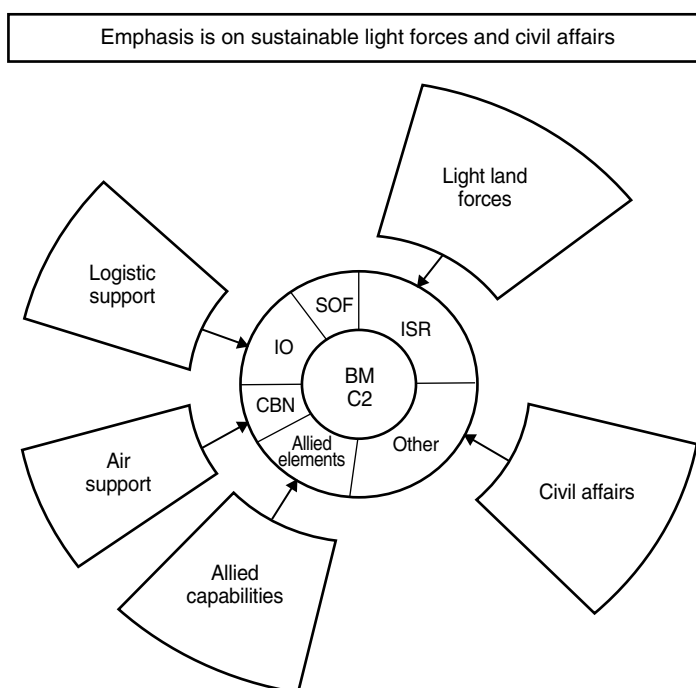 Emphasis is on sustainable light forces and civil affairs
Light land
forces
Logistic
support
SOF
ISR
IO
BM
C2
CBN
Allied
elements
Other
Air
support
Civil affairs
Allied
capabilities